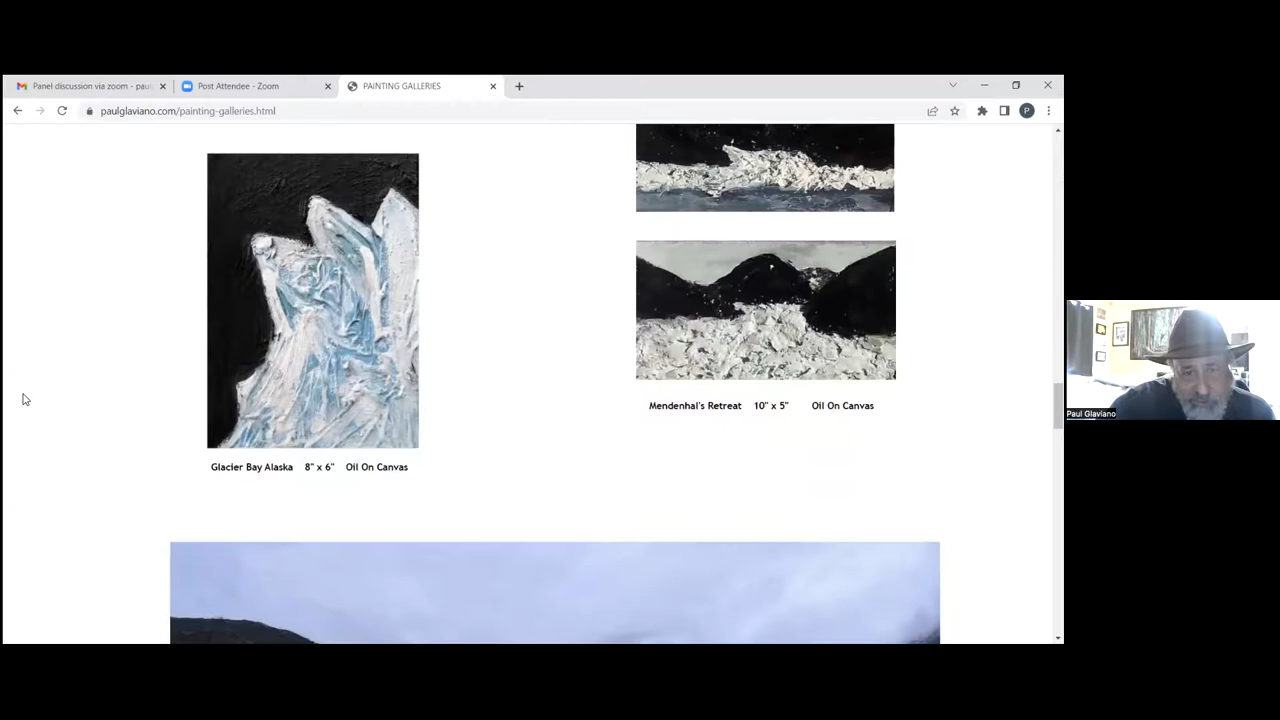 Panel discussion via zoom - paul
Post Attendee - Zoom
PAINTING GALLERIES
paulglaviano.com/painting-galleries.html
P
Mendenhal's Retreat 10" x 5" Oil On Canvas
Paul Glaviano
Glacier Bay Alaska 8" x 6" Oil On Canvas